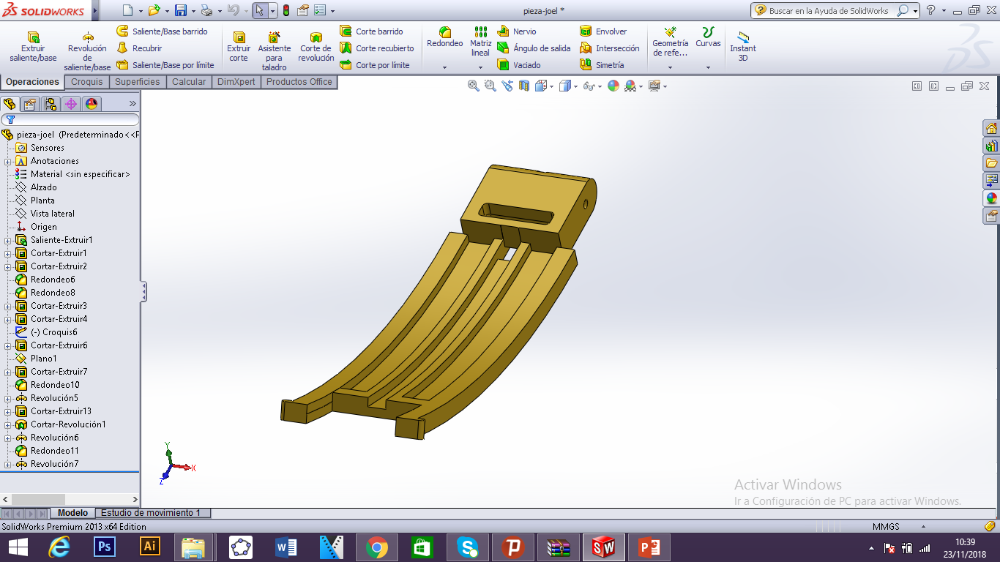 SOLIDWORKS
pieza-joel *
Buscar en la Ayuda de SolidWorks
Extruir saliente/base
Revolución de saliente/base
Saliente/Base barrido
Recubrir
Saliente/Base por límite
Extruir corte
Asistente para taladro
Corte de revolución
Corte barrido
Corte recubierto
Corte por límite
Redondeo
Matriz lineal
Nervio
Ángulo de salida
Vaciado
Envolver
Intersección
Simetría
Geometría de refe...
Curvas
Instant 3D
Operaciones
Croquis
Superficies
Calcular
DimXpert
Productos Office
pieza-joel (Predeterminado<<F
Sensores
Anotaciones
Material <sin especificar>
Alzado
Planta
Vista lateral
Origen
Saliente-Extruir1
Cortar-Extruir1
Cortar-Extruir2
Redondeo6
Redondeo8
Cortar-Extruir3
Cortar-Extruir4
(-) Croquis6
Cortar-Extruir6
Plano1
Cortar-Extruir7
Redondeo10
Revolución5
Cortar-Extruir13
Cortar-Revolución1
Revolución6
Redondeo11
Revolución7
Y
X
Z
Activar Windows
Ir a Configuración de PC para activar Windows.
Modelo
Estudio de movimiento 1
SolidWorks Premium 2013 x64 Edition
MMGS
Ps
Ai
10:39
23/11/2018